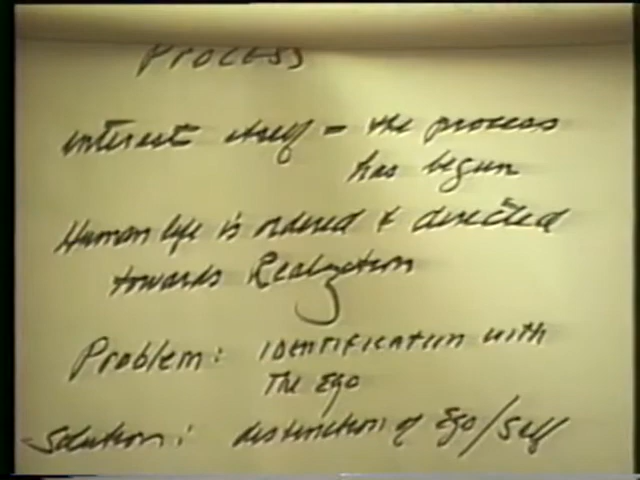 PROCESS
interest itself = the process
has begun
Human life is ordered & directed
towards Realization
Problem: IDENTIFICATION with
THE Ego
Solution: distinction of Ego/Self